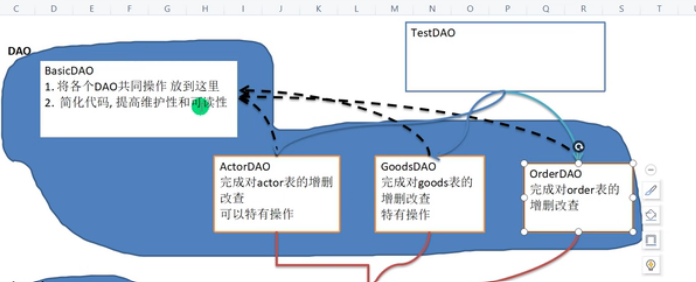 C D E F G H I J K L M N O P Q R S T
DAO
TestDAO
BasicDAO
1. 将各个DAO共同操作 放到这里
2. 简化代码, 提高维护性和可读性
ActorDAO
完成对actor表的增删
改查
可以特有操作
GoodsDAO
完成对goods表的
增删改查
特有操作
OrderDAO
完成对order表的
增删改查